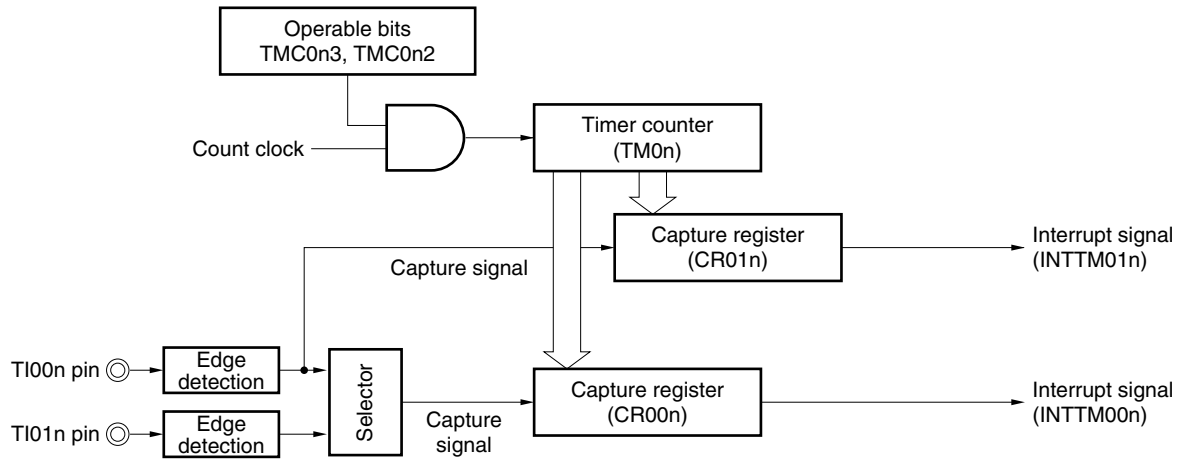 Operable bits
TMC0n3, TMC0n2
Count clock
Timer counter
(TM0n)
Capture register
(CR01n)
Interrupt signal
(INTTM01n)
Capture signal
TI00n pin
Edge
detection
Selector
Capture register
(CR00n)
Interrupt signal
(INTTM00n)
TI01n pin
Edge
detection
Capture
signal